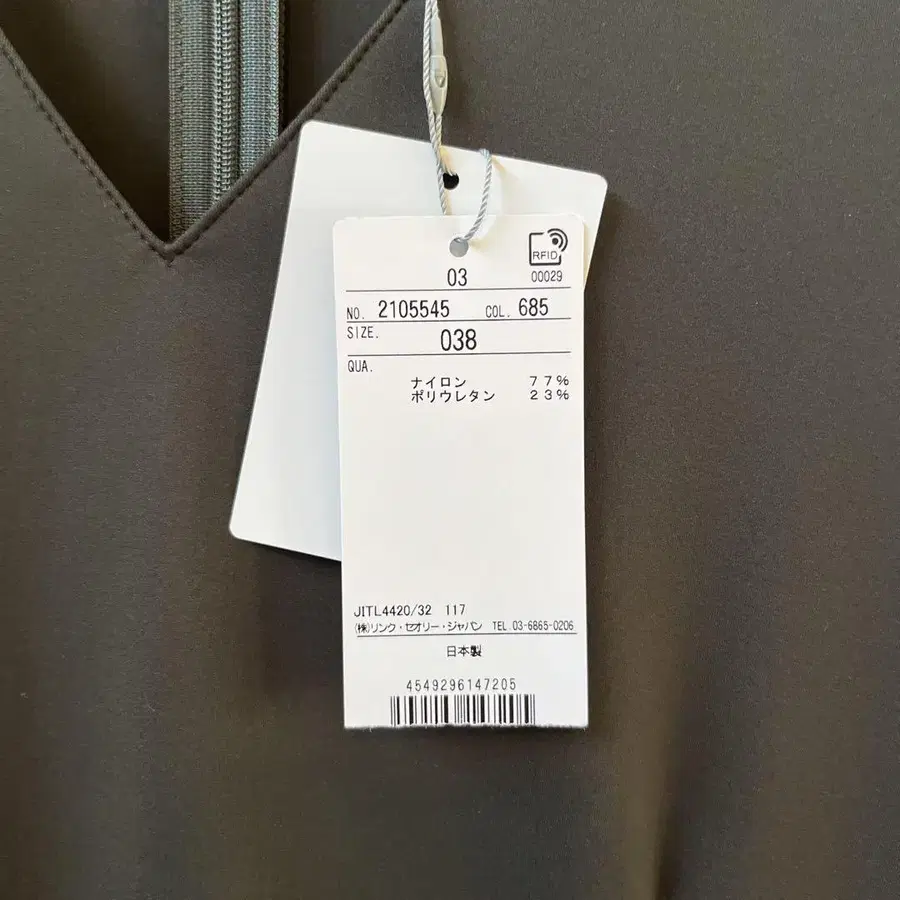 RFID
03 00029
NO. 2105545 COL. 685
SIZE. 038
QUA.
ナイロン 77%
ポリウレタン 23%
JITL4420/32 117
(株)リンク・セオリー・ジャパン TEL.03-6865-0206
日本製
4549296147205